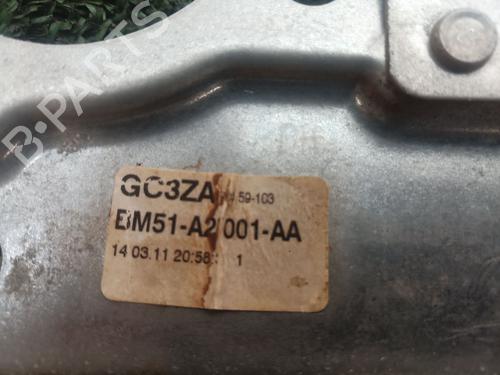 GC3ZA 59-103
BM51-A2 001-AA
14 03.11 20:58 1
B-PARTS